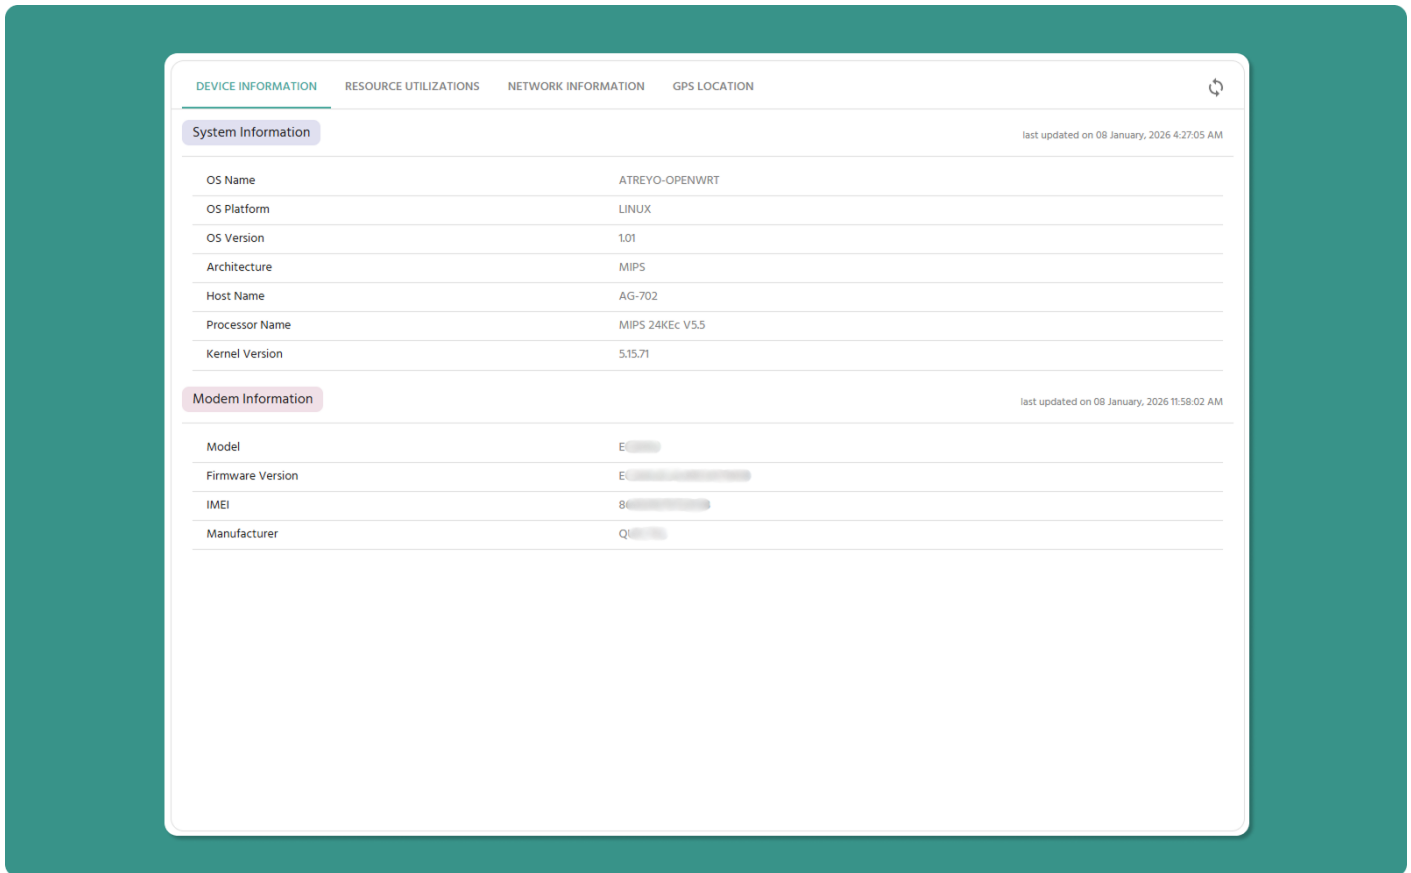 DEVICE INFORMATION RESOURCE UTILIZATIONS NETWORK INFORMATION GPS LOCATION
System Information last updated on 08 January, 2026 4:27:05 AM
OS Name ATREYO-OPENWRT
OS Platform LINUX
OS Version 1.01
Architecture MIPS
Host Name AG-702
Processor Name MIPS 24KEc V5.5
Kernel Version 5.15.71
Modem Information last updated on 08 January, 2026 11:58:02 AM
Model
Firmware Version
IMEI
Manufacturer